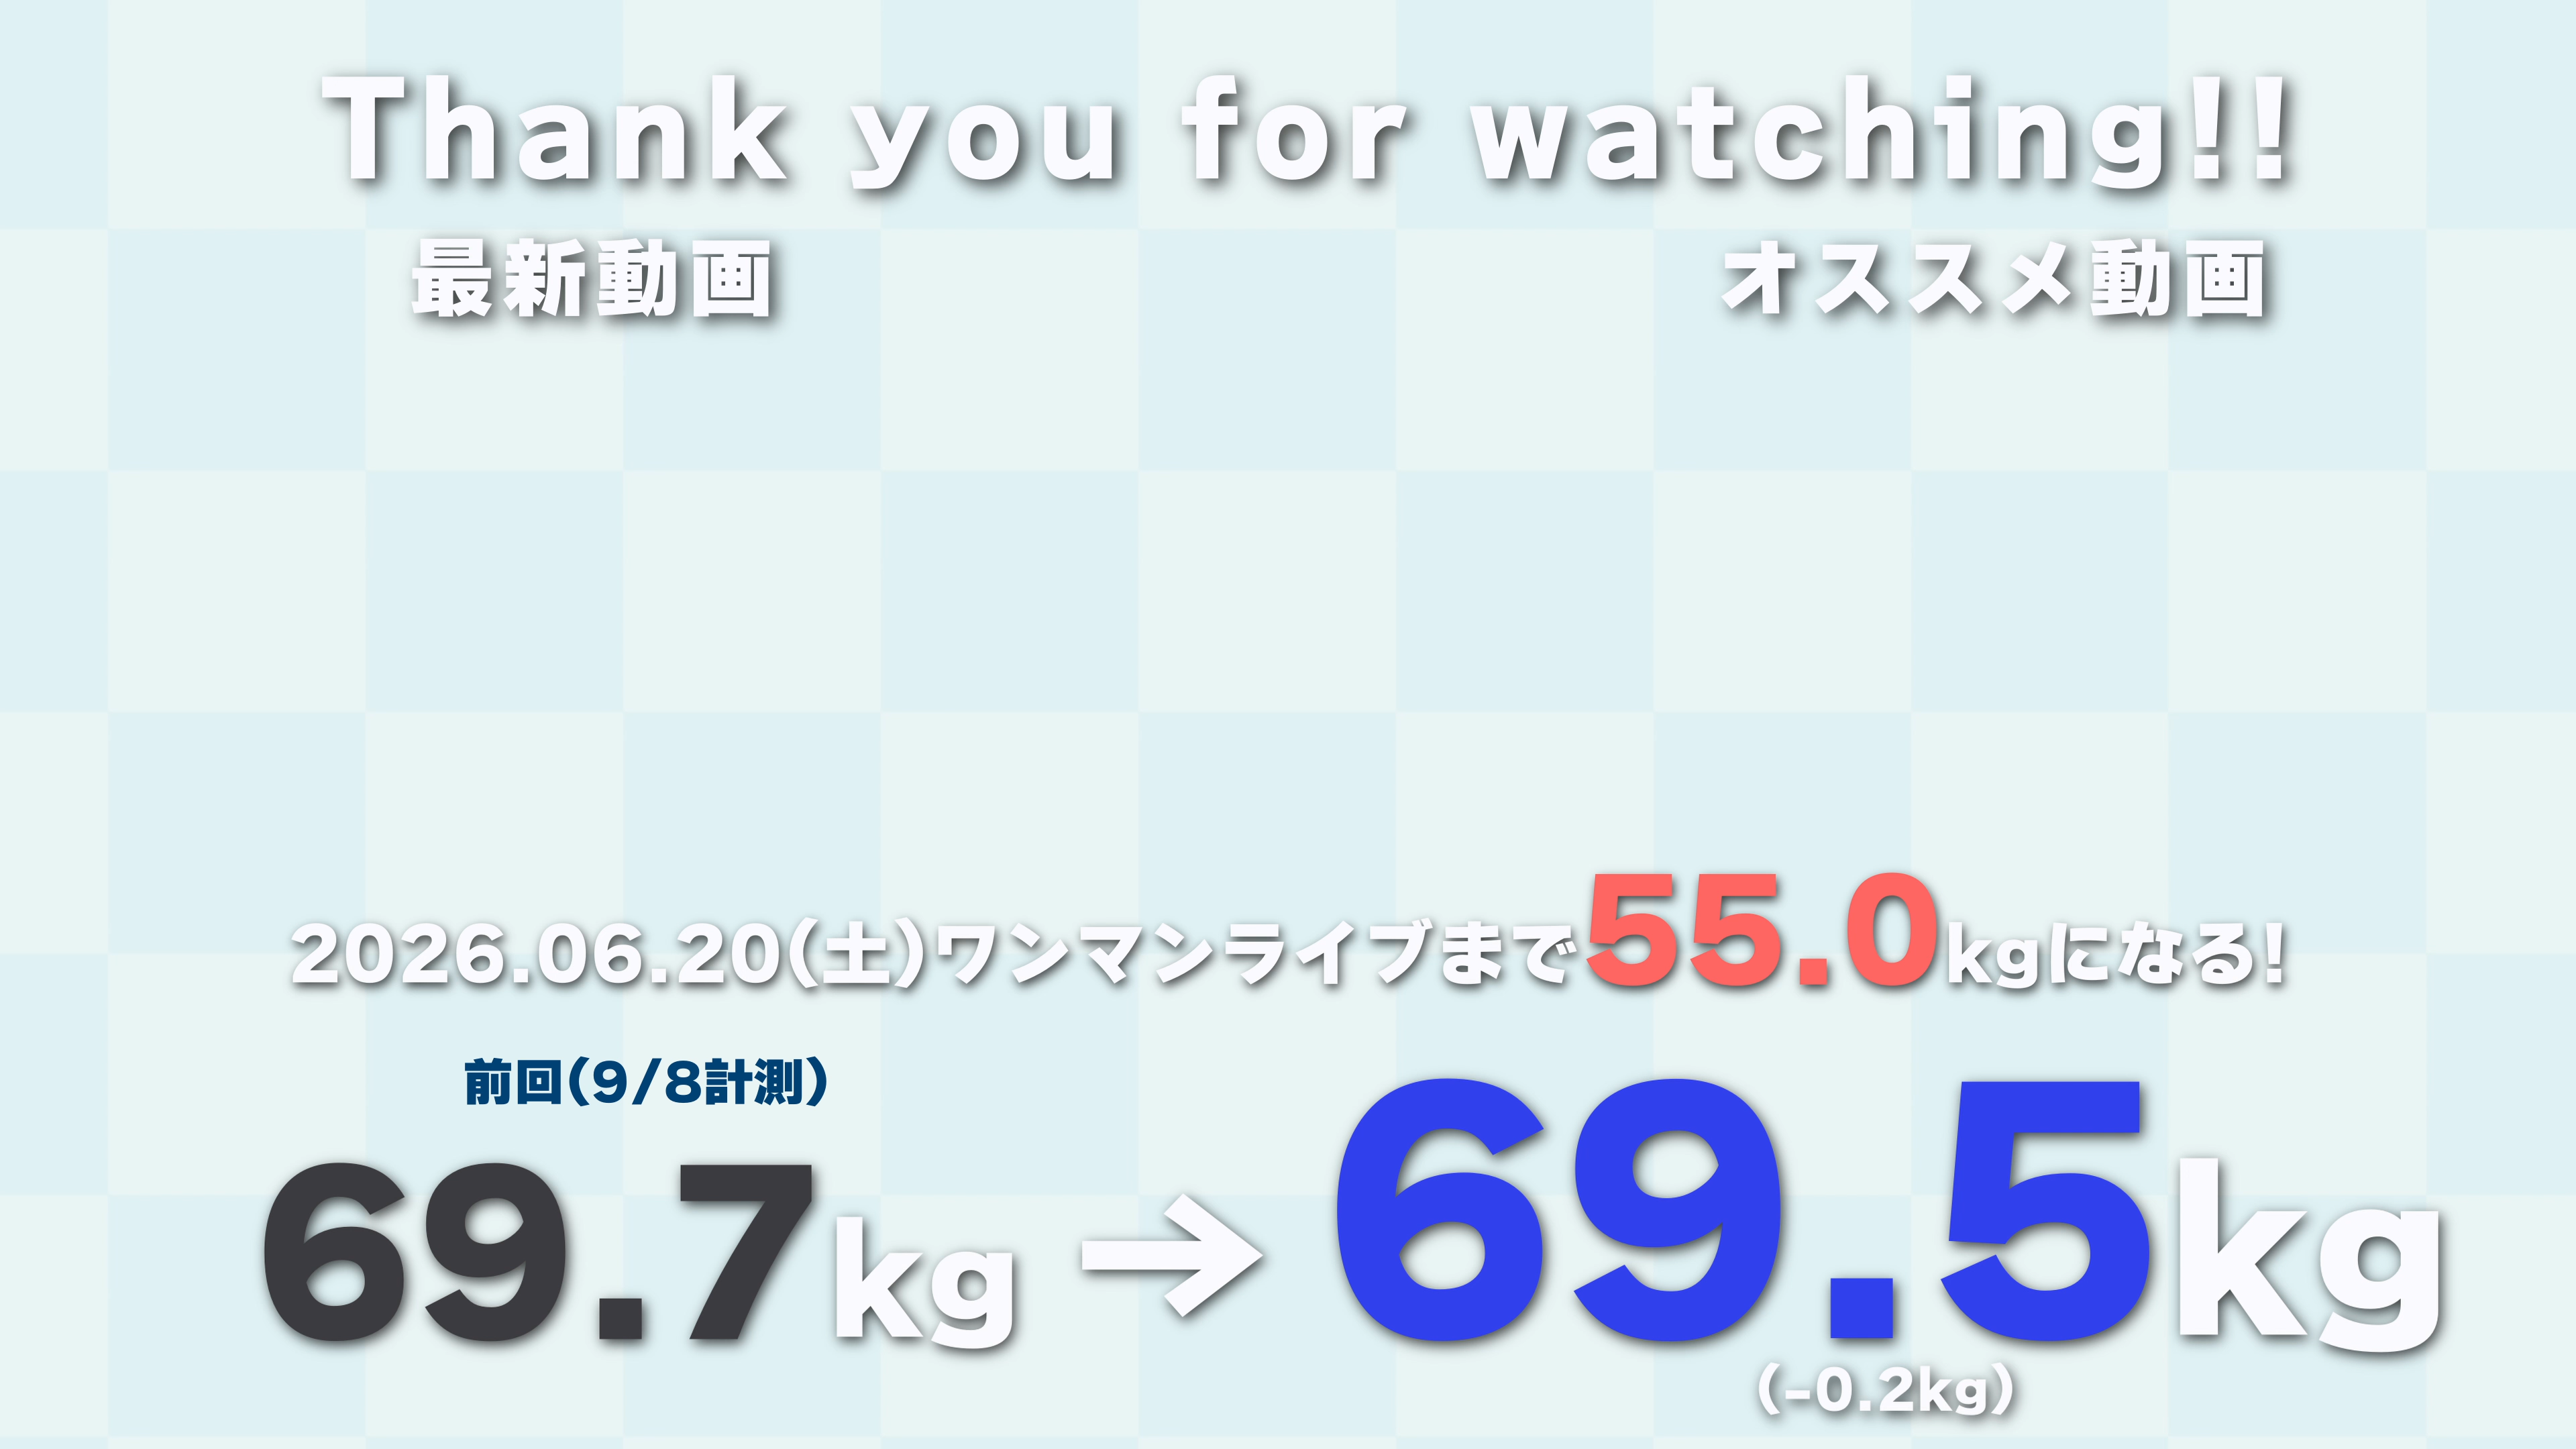 Thank you for watching!!
最新動画
オススメ動画
2026.06.20(土)ワンマンライブまで55.0kgになる!
前回(9/8計測)
69.7kg→69.5kg
(-0.2kg)